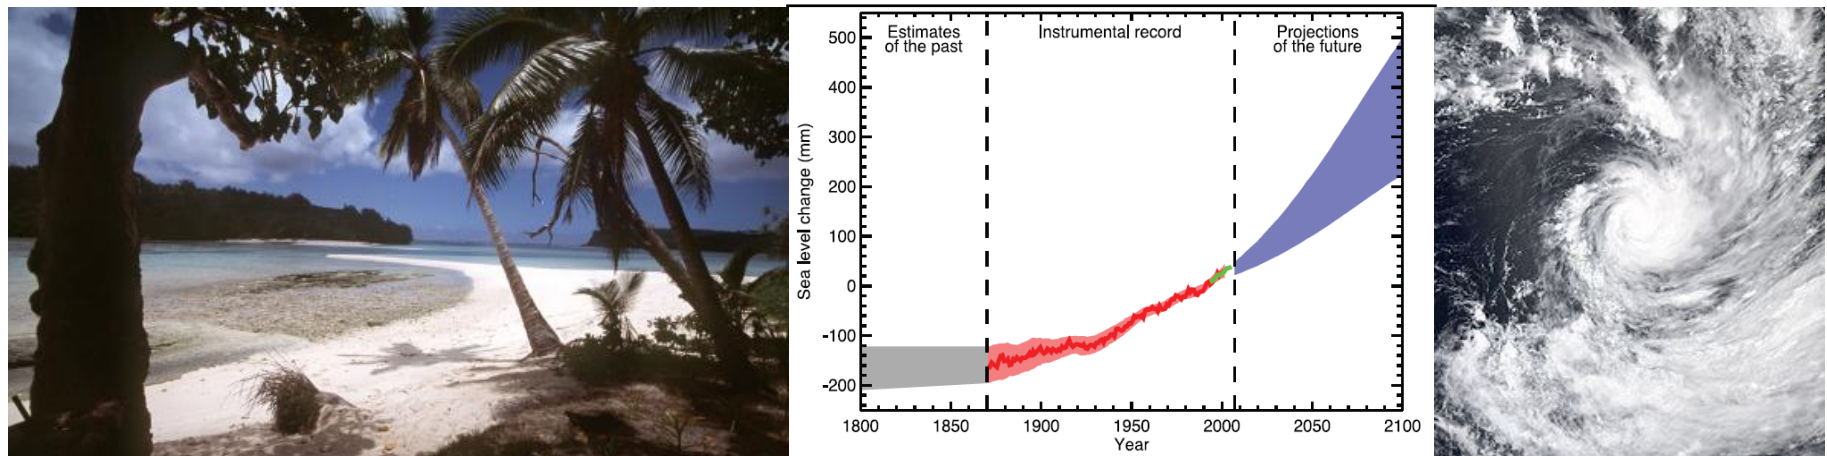 Estimates
of the past
Instrumental record
Projections
of the future
Sea level change (mm)
500
400
300
200
100
0
-100
-200
1800
1850
1900
1950
2000
2050
2100
Year